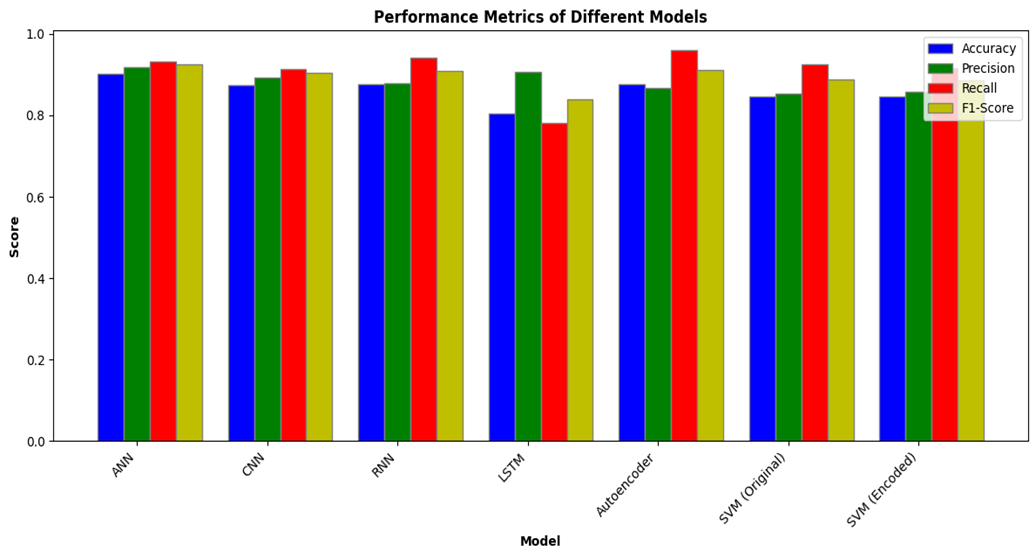 Performance Metrics of Different Models
1.0
0.8
0.6
0.4
0.2
0.0
Score
Accuracy
Precision
Recall
F1-Score
ANN
CNN
RNN
LSTM
Autoencoder
SVM (Original)
SVM (Encoded)
Model